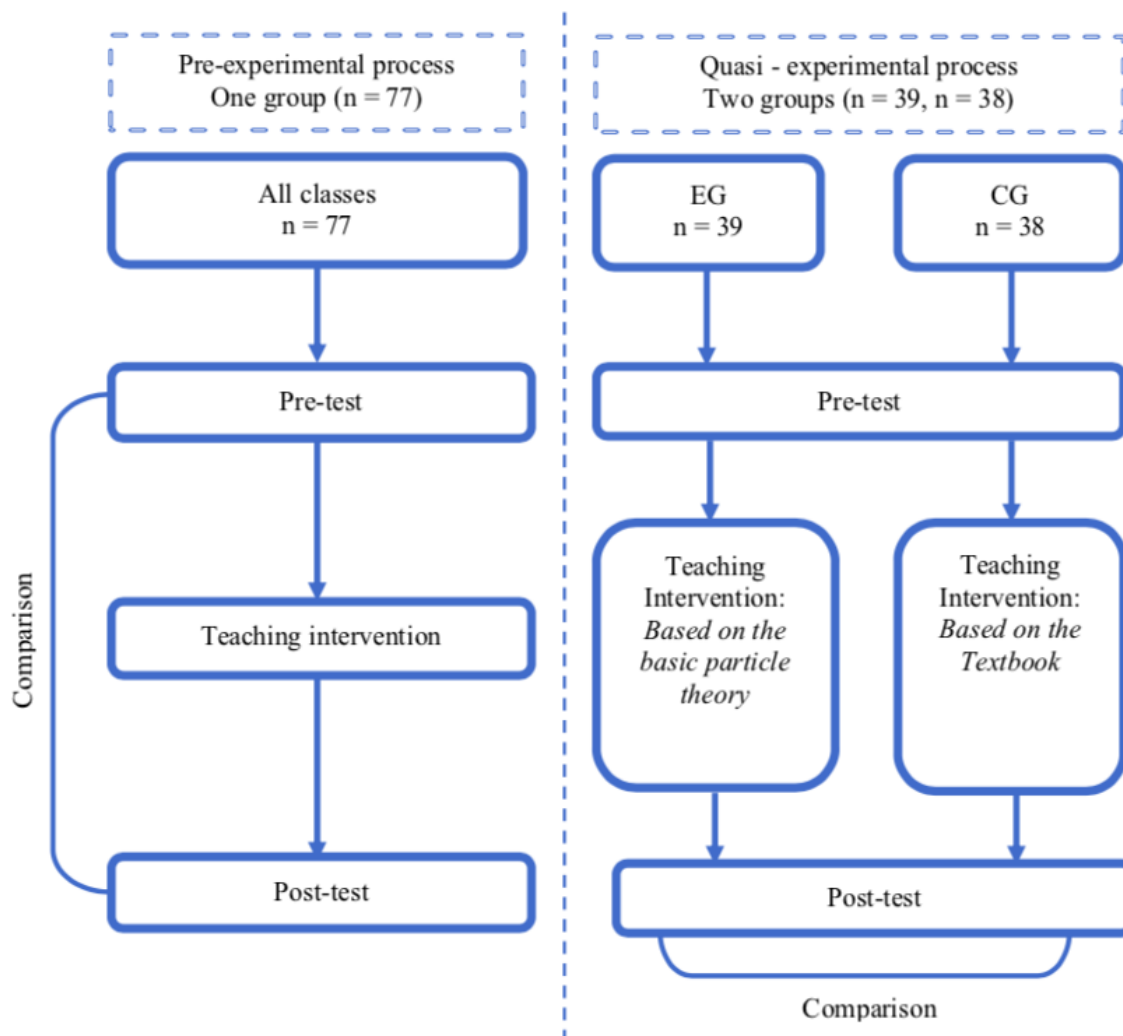 Pre-experimental process
One group (n = 77)
All classes
n = 77
Pre-test
Teaching intervention
Post-test
Comparison
Quasi - experimental process
Two groups (n = 39, n = 38)
EG
n = 39
CG
n = 38
Pre-test
Teaching
Intervention:
Based on the
basic particle
theory
Teaching
Intervention:
Based on the
Textbook
Post-test
Comparison